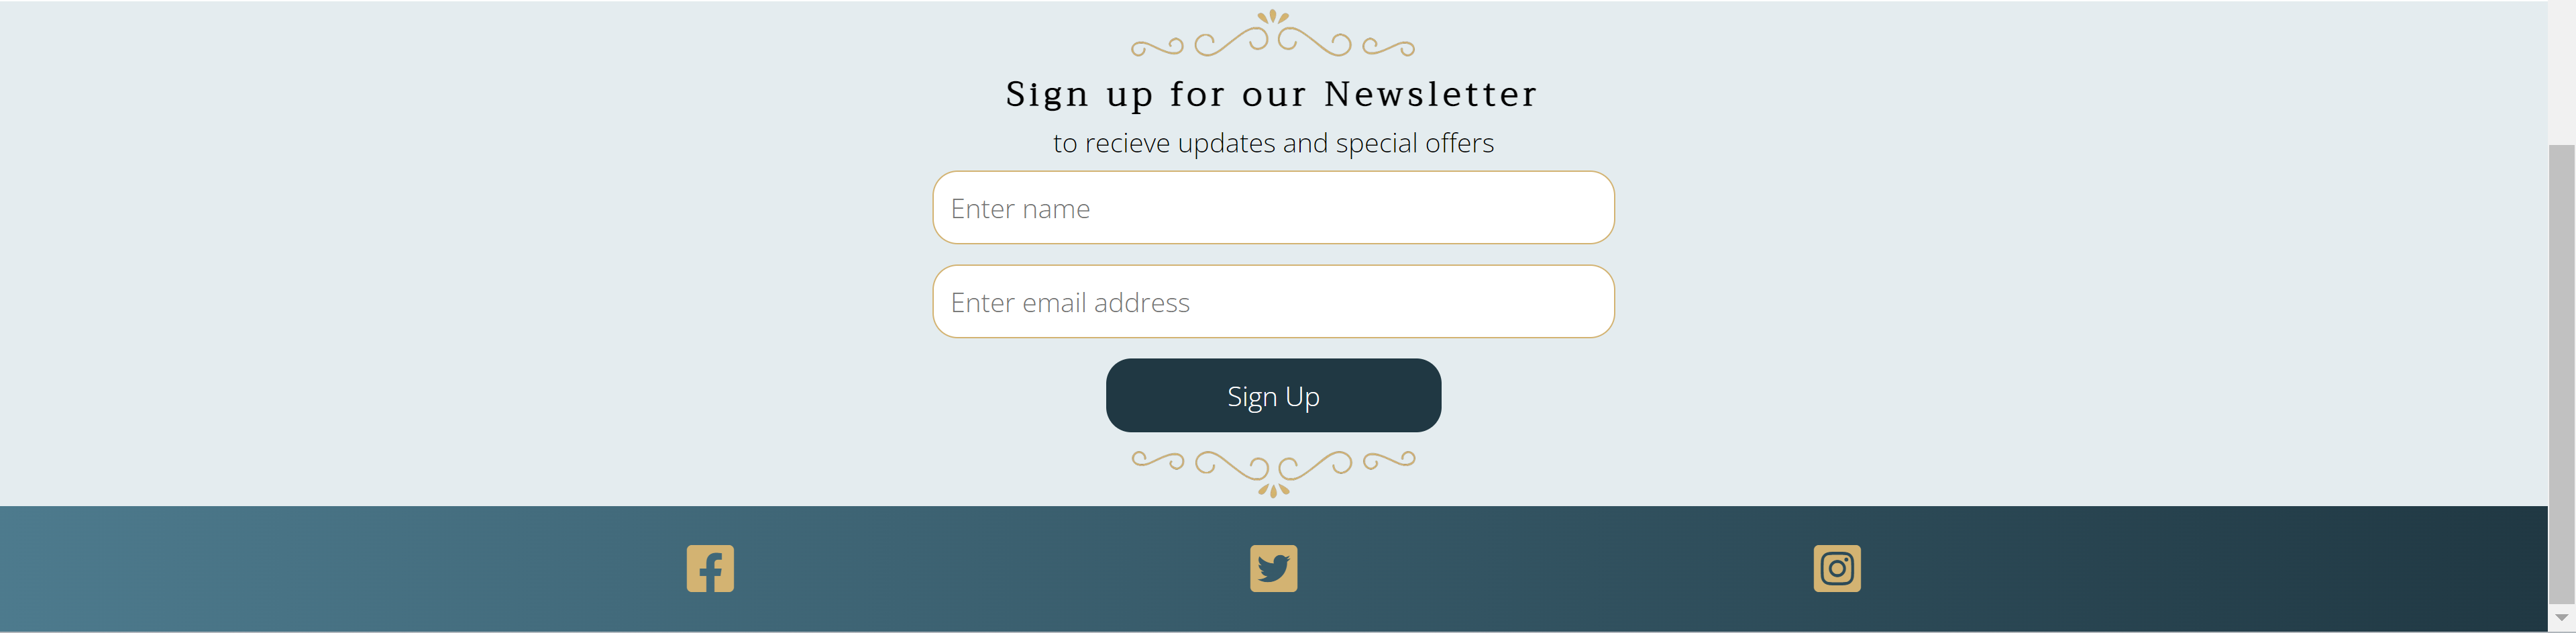 Sign up for our Newsletter
to recieve updates and special offers
Enter name
Enter email address
Sign Up